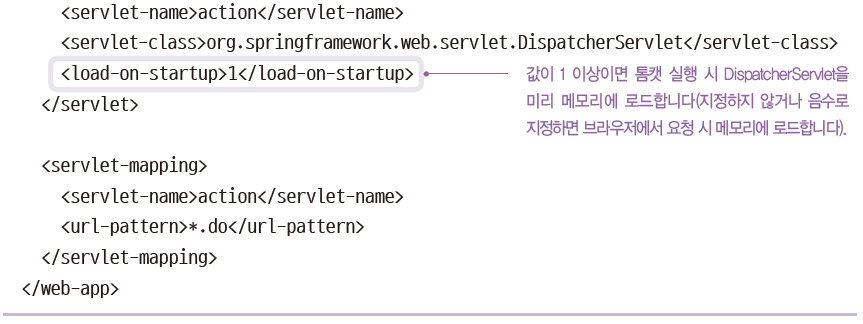 <servlet-name>action</servlet-name>
<servlet-class>org.springframework.web.servlet.DispatcherServlet</servlet-class>
<load-on-startup>1</load-on-startup>
값이 1 이상이면 톰캣 실행 시 DispatcherServlet을
미리 메모리에 로드합니다(지정하지 않거나 음수로
지정하면 브라우저에서 요청 시 메모리에 로드합니다).
</servlet>
<servlet-mapping>
<servlet-name>action</servlet-name>
<url-pattern>*.do</url-pattern>
</servlet-mapping>
</web-app>